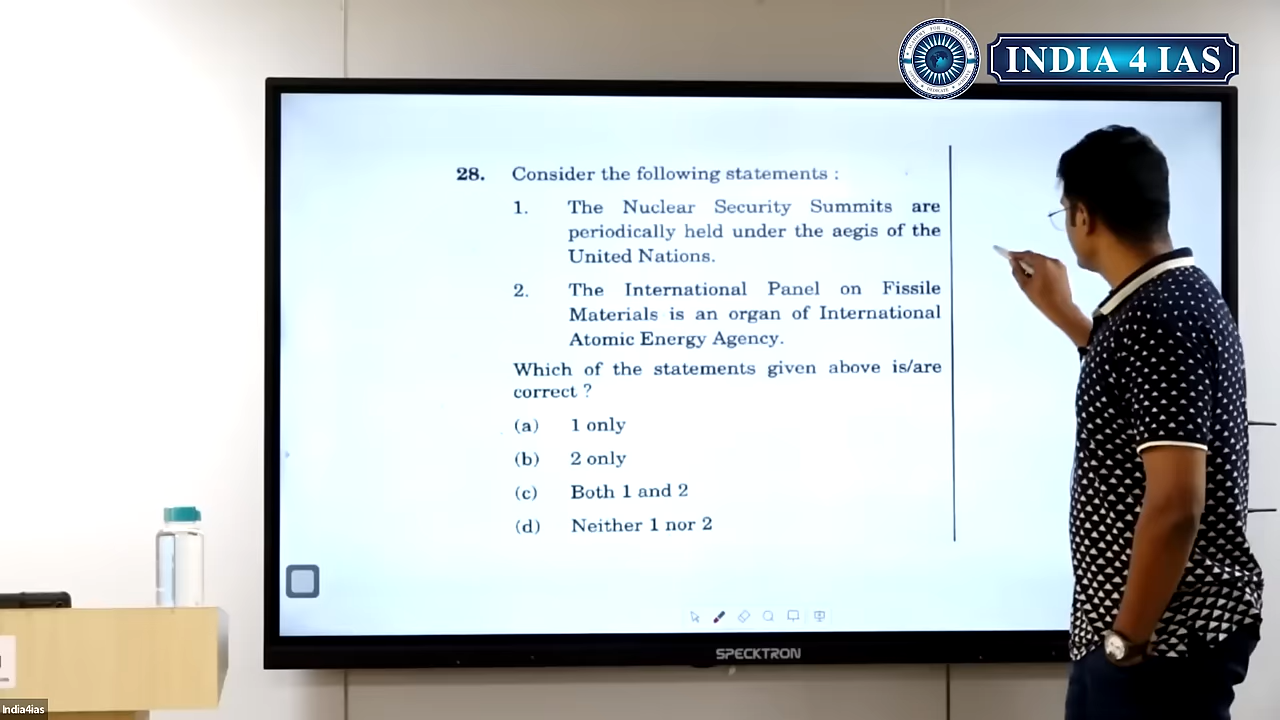 INDIA 4 IAS
28. Consider the following statements :
1. The Nuclear Security Summits are
periodically held under the aegis of the
United Nations.
2. The International Panel on Fissile
Materials is an organ of International
Atomic Energy Agency.
Which of the statements given above is/are
correct ?
(a) 1 only
(b) 2 only
(c) Both 1 and 2
(d) Neither 1 nor 2
SPECKTRON
India4ias